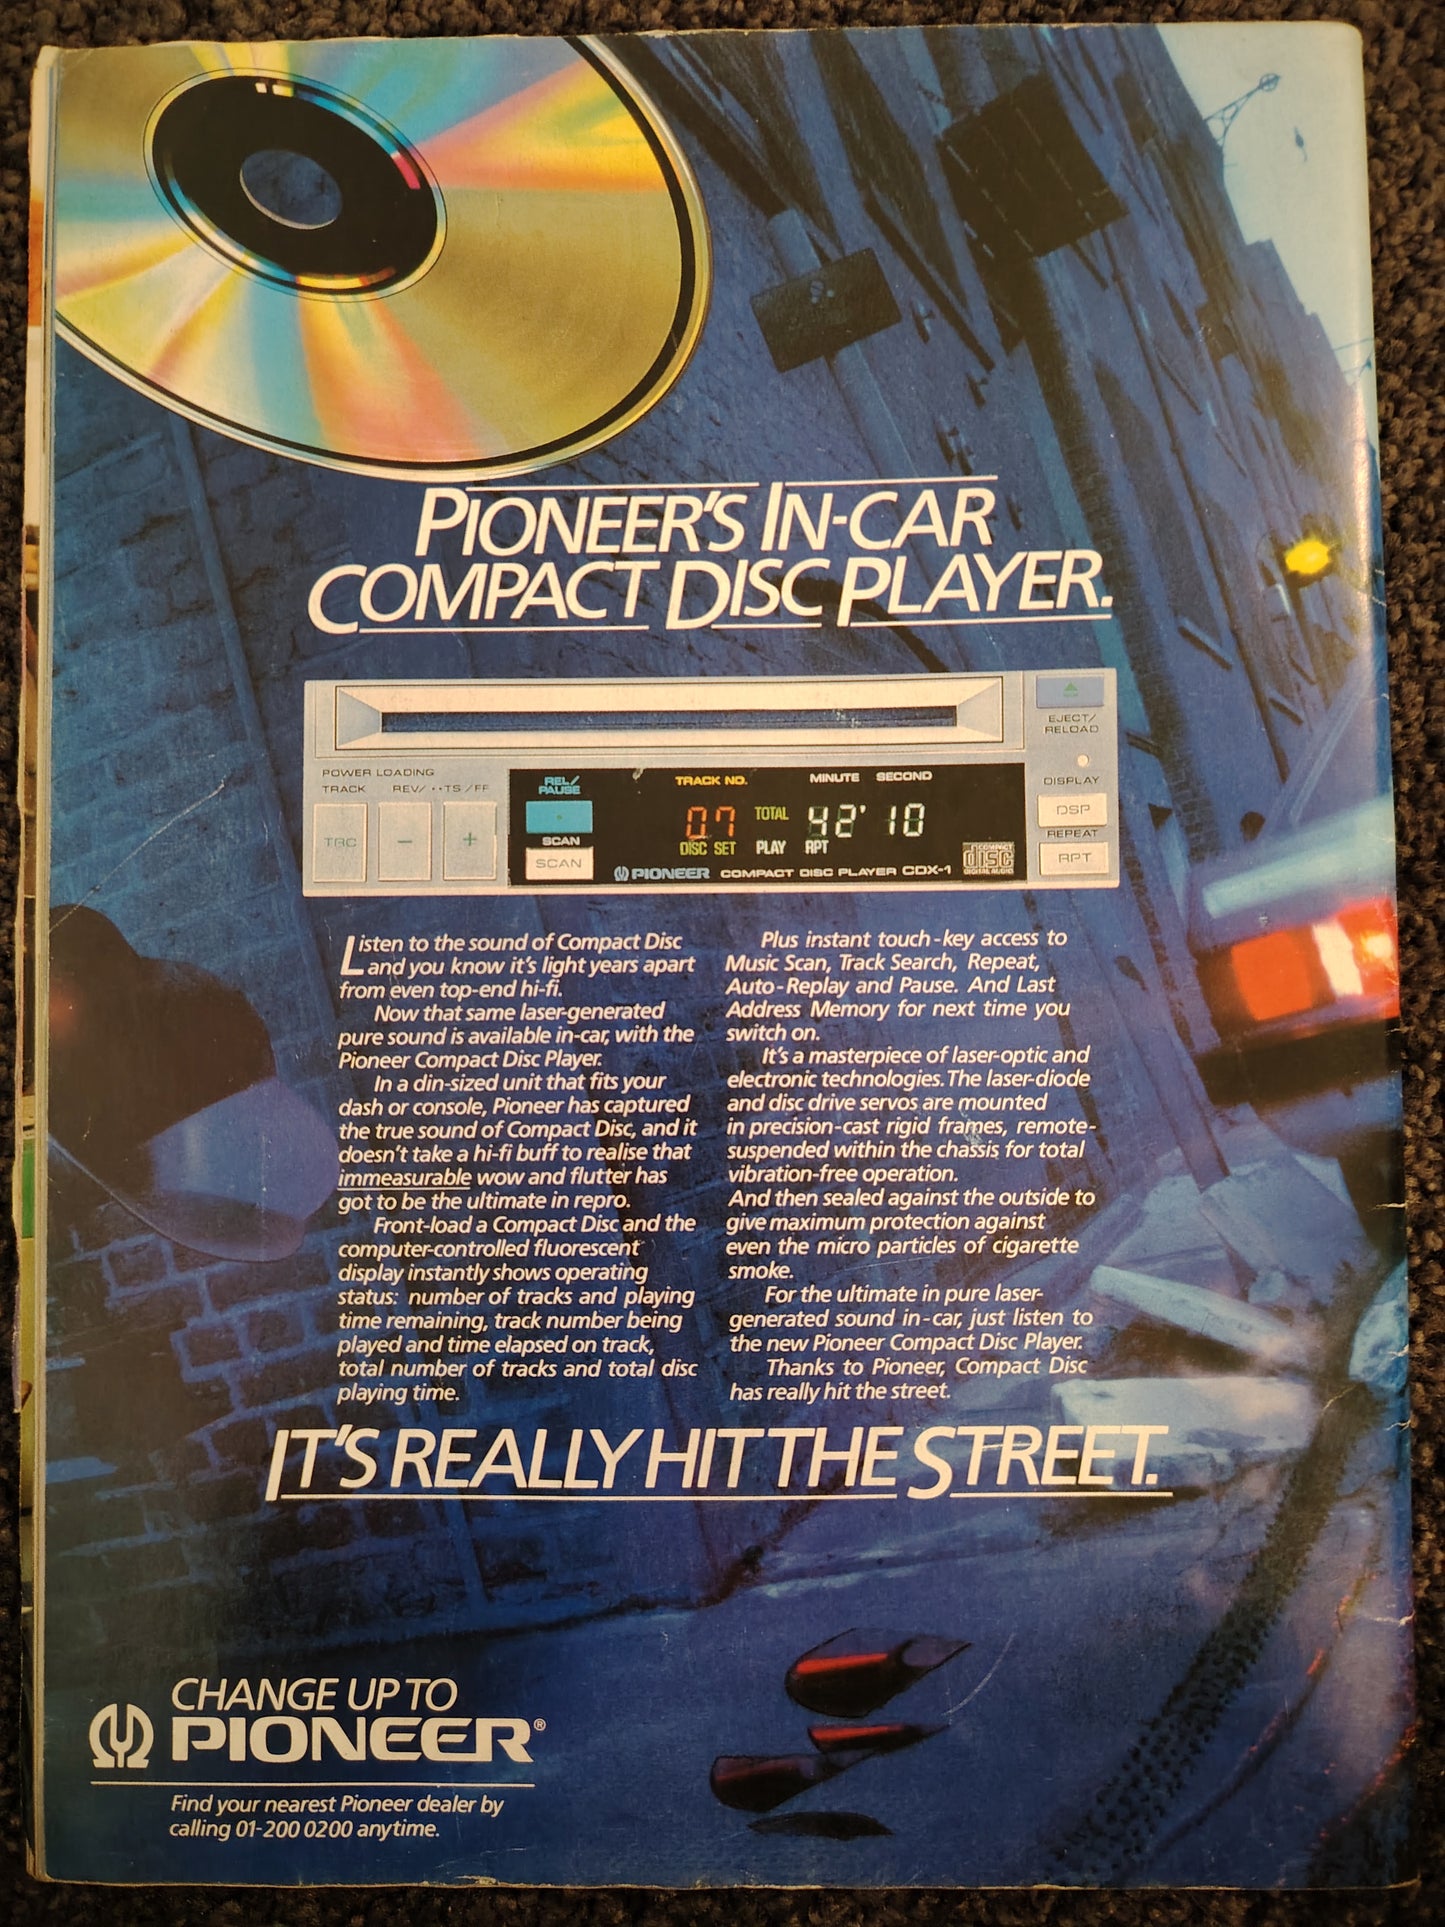 PIONEER'S IN-CAR
COMPACT DISC PLAYER.
EJECT/
RELOAD
POWER LOADING
TRACK REV/ ··TS /FF
TRC
−
+
REL/
PAUSE
SCAN
SCAN
TRACK NO.
MINUTE SECOND
07
TOTAL
42' 10
DISC SET
PLAY
RPT
PIONEER COMPACT DISC PLAYER CDX-1
COMPACT
disc
DIGITAL AUDIO
DISPLAY
DSP
REPEAT
RPT
Listen to the sound of Compact Disc
and you know it's light years apart
from even top-end hi-fi.
Now that same laser-generated
pure sound is available in-car, with the
Pioneer Compact Disc Player.
In a din-sized unit that fits your
dash or console, Pioneer has captured
the true sound of Compact Disc, and it
doesn't take a hi-fi buff to realise that
immeasurable wow and flutter has
got to be the ultimate in repro.
Front-load a Compact Disc and the
computer-controlled fluorescent
display instantly shows operating
status: number of tracks and playing
time remaining, track number being
played and time elapsed on track,
total number of tracks and total disc
playing time.
Plus instant touch-key access to
Music Scan, Track Search, Repeat,
Auto-Replay and Pause. And Last
Address Memory for next time you
switch on.
It's a masterpiece of laser-optic and
electronic technologies. The laser-diode
and disc drive servos are mounted
in precision-cast rigid frames, remote-
suspended within the chassis for total
vibration-free operation.
And then sealed against the outside to
give maximum protection against
even the micro particles of cigarette
smoke.
For the ultimate in pure laser-
generated sound in-car, just listen to
the new Pioneer Compact Disc Player.
Thanks to Pioneer, Compact Disc
has really hit the street.
IT'S REALLY HIT THE STREET.
CHANGE UP TO
PIONEER®
Find your nearest Pioneer dealer by
calling 01-200 0200 anytime.